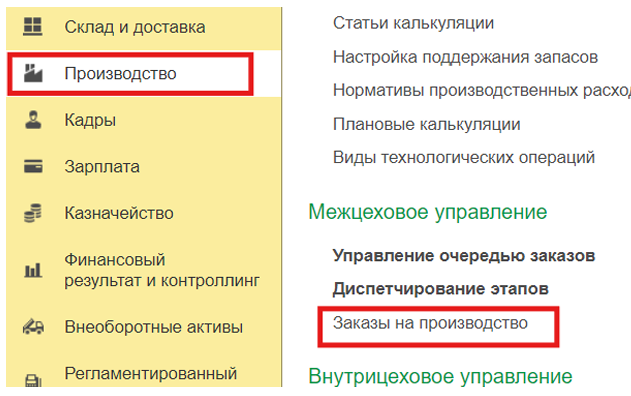 Склад и доставка
Производство
Кадры
Зарплата
Казначейство
Финансовый
результат и контроллинг
Внеоборотные активы
Регламентированный
Статьи калькуляции
Настройка поддержания запасов
Нормативы производственных расход
Плановые калькуляции
Виды технологических операций
Межцеховое управление
Управление очередью заказов
Диспетчирование этапов
Заказы на производство
Внутрицеховое управление